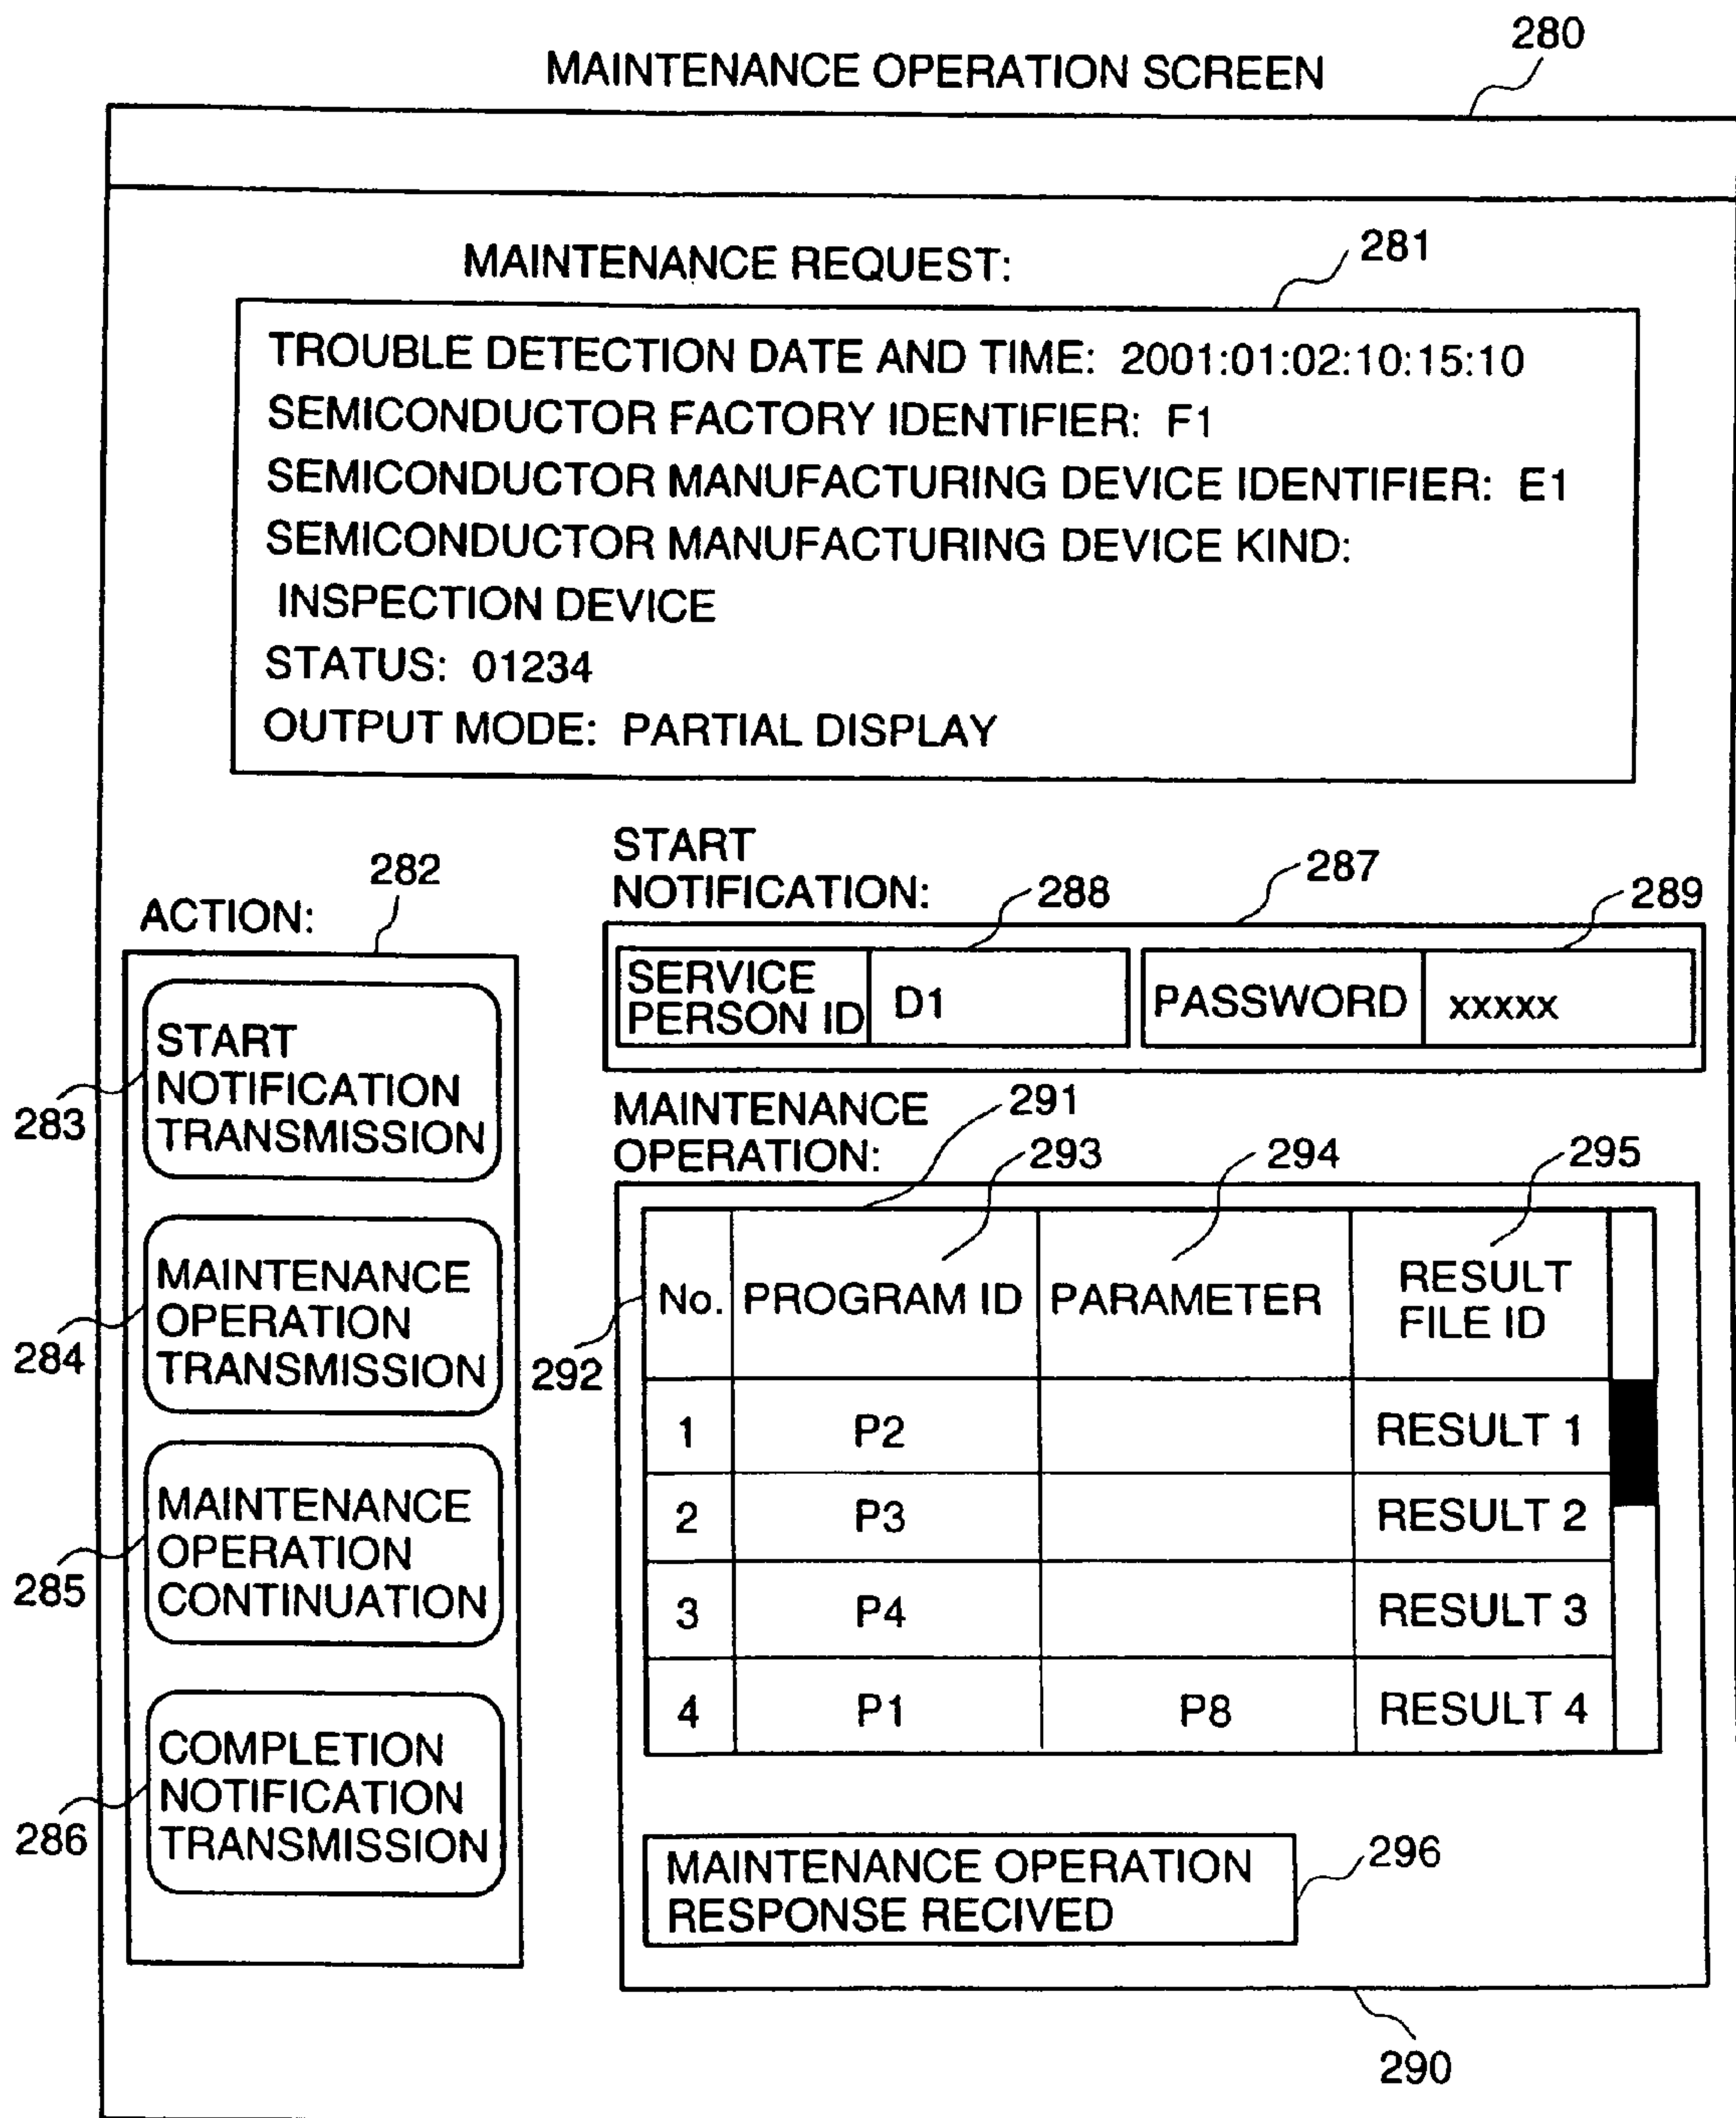 280
MAINTENANCE OPERATION SCREEN
MAINTENANCE REQUEST:
281
TROUBLE DETECTION DATE AND TIME: 2001:01:02:10:15:10
SEMICONDUCTOR FACTORY IDENTIFIER: F1
SEMICONDUCTOR MANUFACTURING DEVICE IDENTIFIER: E1
SEMICONDUCTOR MANUFACTURING DEVICE KIND:
INSPECTION DEVICE
STATUS: 01234
OUTPUT MODE: PARTIAL DISPLAY
ACTION:
282
START
NOTIFICATION
TRANSMISSION
283
MAINTENANCE
OPERATION
TRANSMISSION
284
MAINTENANCE
OPERATION
CONTINUATION
285
COMPLETION
NOTIFICATION
TRANSMISSION
286
START
NOTIFICATION:
288
287
289
SERVICE
PERSON ID
D1
PASSWORD
xxxxx
MAINTENANCE
OPERATION:
291
293
294
295
292
No. PROGRAM ID PARAMETER RESULT
FILE ID
1 P2 RESULT 1
2 P3 RESULT 2
3 P4 RESULT 3
4 P1 P8 RESULT 4
MAINTENANCE OPERATION
RESPONSE RECIVED
296
290